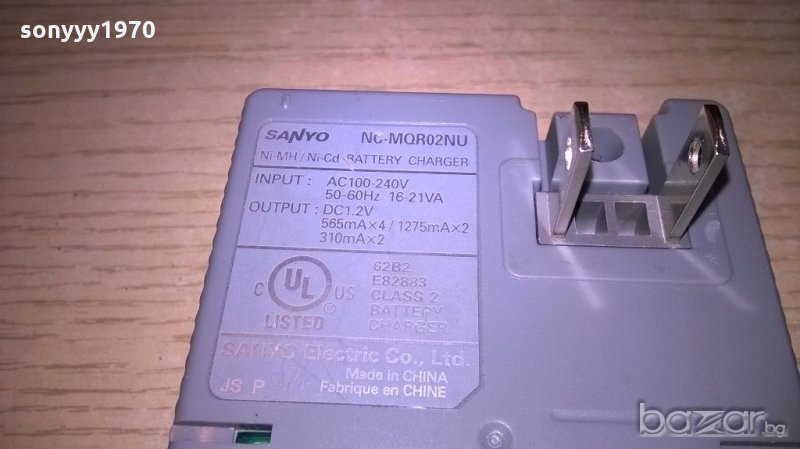 sonyyy1970
SANYO NC-MQR02NU
Ni-MH / Ni-Cd BATTERY CHARGER
INPUT : AC100-240V
50-60Hz 16-21VA
OUTPUT : DC1.2V
565mA×4 / 1275mA×2
310mA×2
C UL US
LISTED
62B2
E82883
CLASS 2
BATTERY
CHARGER
SANYO Electric Co., Ltd.
Made in CHINA
JS P Fabriqué en CHINE
bazar.bg